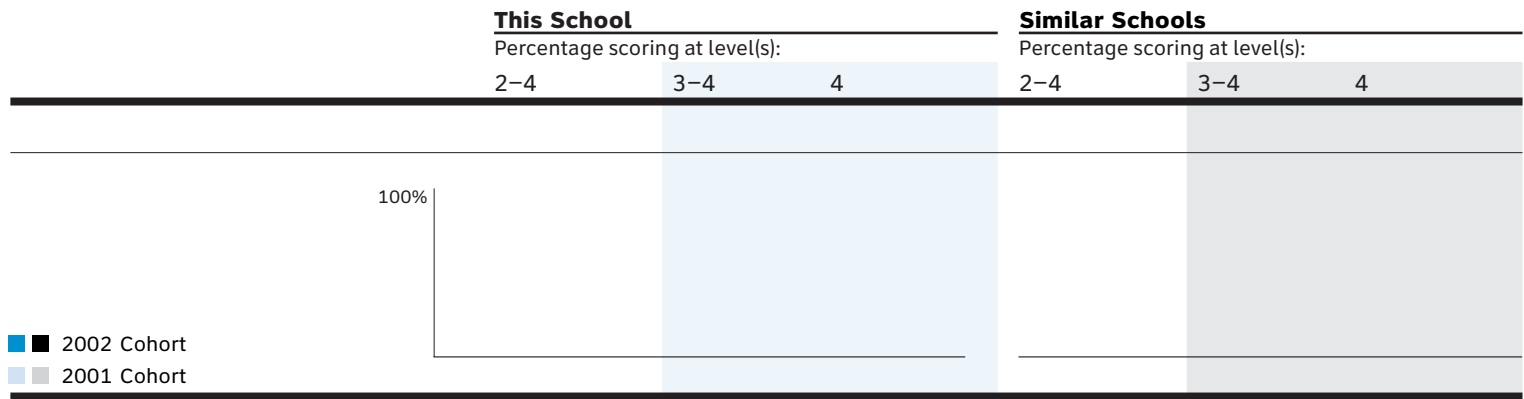 This School Similar Schools
Percentage scoring at level(s): Percentage scoring at level(s):
2–4 3–4 4 2–4 3–4 4
100%
2002 Cohort
2001 Cohort